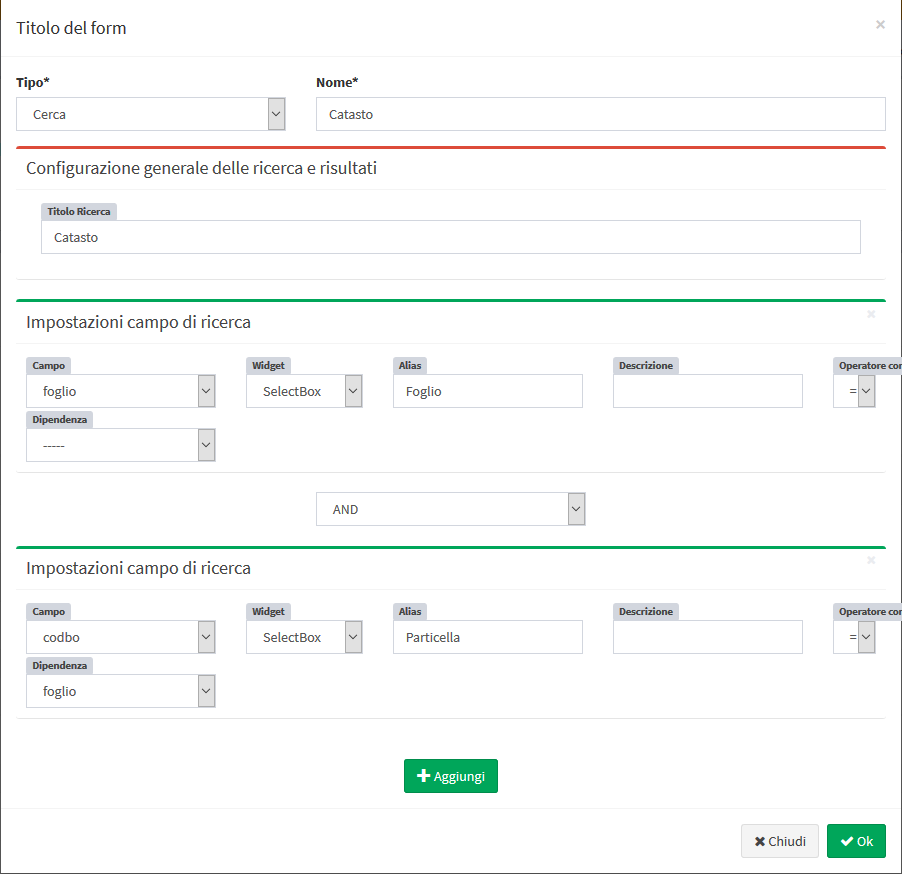 Titolo del form
×
Tipo* Nome*
Cerca Catasto
Configurazione generale delle ricerca e risultati
Titolo Ricerca
Catasto
Impostazioni campo di ricerca
Campo Widget Alias Descrizione Operatore con
foglio SelectBox Foglio =
Dipendenza
-----
AND
Impostazioni campo di ricerca
Campo Widget Alias Descrizione Operatore con
codbo SelectBox Particella =
Dipendenza
foglio
Aggiungi
Chiudi Ok